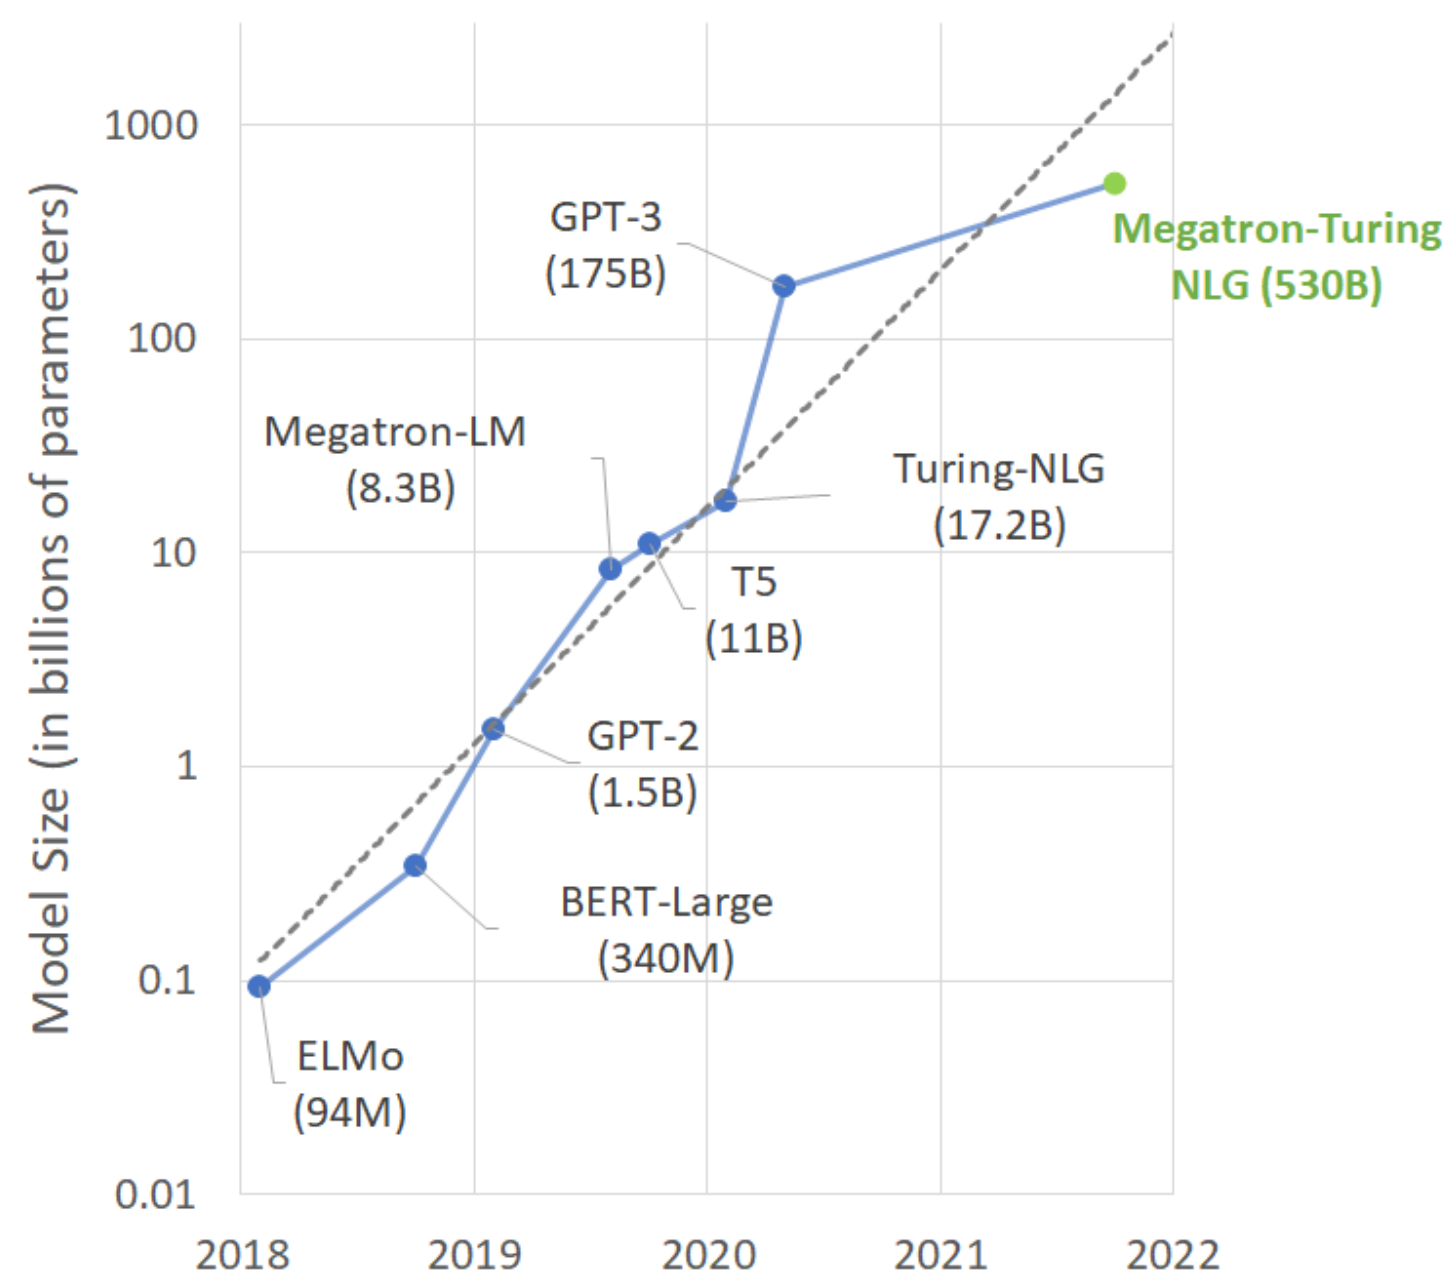 Model Size (in billions of parameters)
1000
100
10
1
0.1
0.01
GPT-3
(175B)
Megatron-Turing
NLG (530B)
Megatron-LM
(8.3B)
Turing-NLG
(17.2B)
T5
(11B)
GPT-2
(1.5B)
BERT-Large
(340M)
ELMo
(94M)
2018
2019
2020
2021
2022